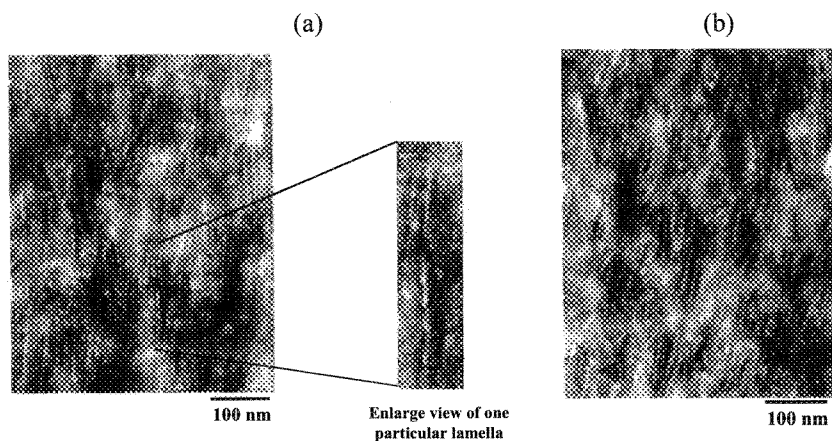 (a)
(b)
100 nm
Enlarge view of one
particular lamella
100 nm